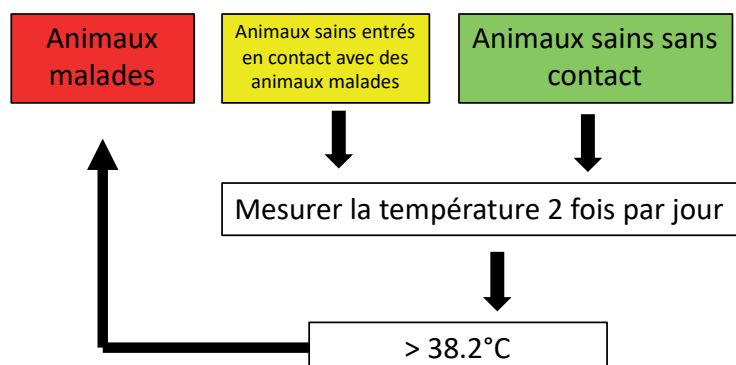 Animaux
malades
Animaux sains entrés
en contact avec des
animaux malades
Animaux sains sans
contact
Mesurer la température 2 fois par jour
> 38.2°C